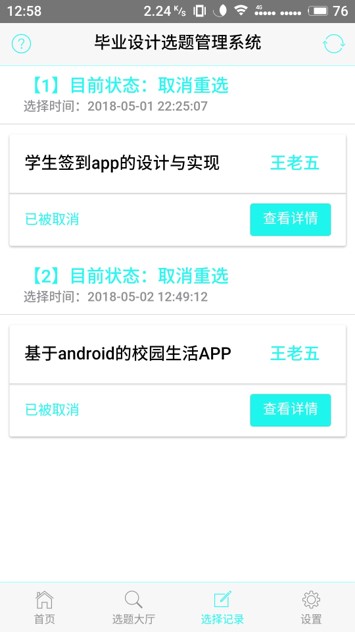 12:58
2.24 K/s
4G
76
毕业设计选题管理系统
【1】目前状态：取消重选
选择时间：2018-05-01 22:25:07
学生签到app的设计与实现
王老五
已被取消
查看详情
【2】目前状态：取消重选
选择时间：2018-05-02 12:49:12
基于android的校园生活APP
王老五
已被取消
查看详情
首页
选题大厅
选择记录
设置